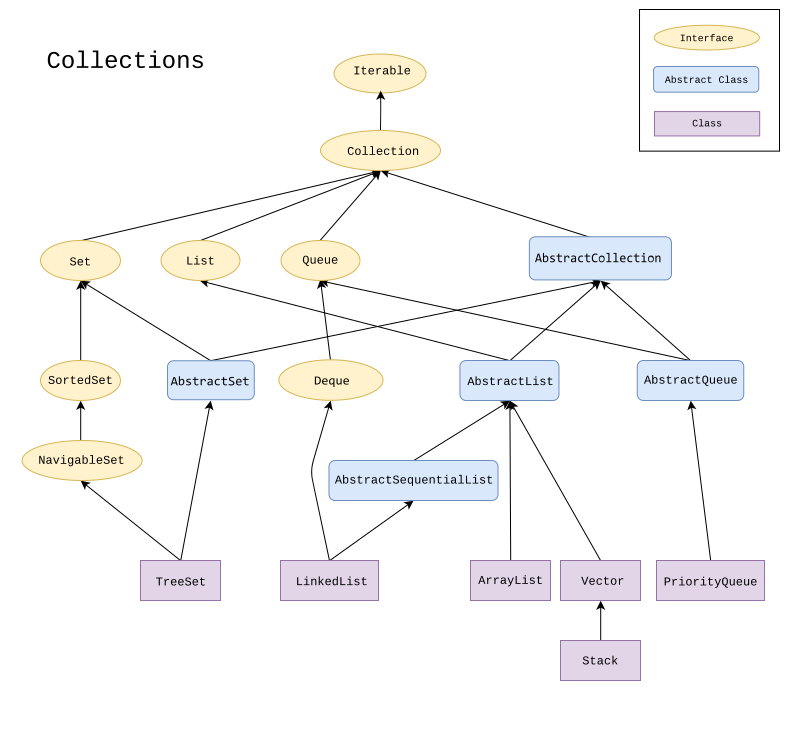 Collections
Interface
Abstract Class
Class
Iterable
Collection
Set
List
Queue
AbstractCollection
SortedSet
AbstractSet
Deque
AbstractList
AbstractQueue
NavigableSet
AbstractSequentialList
TreeSet
LinkedList
ArrayList
Vector
PriorityQueue
Stack